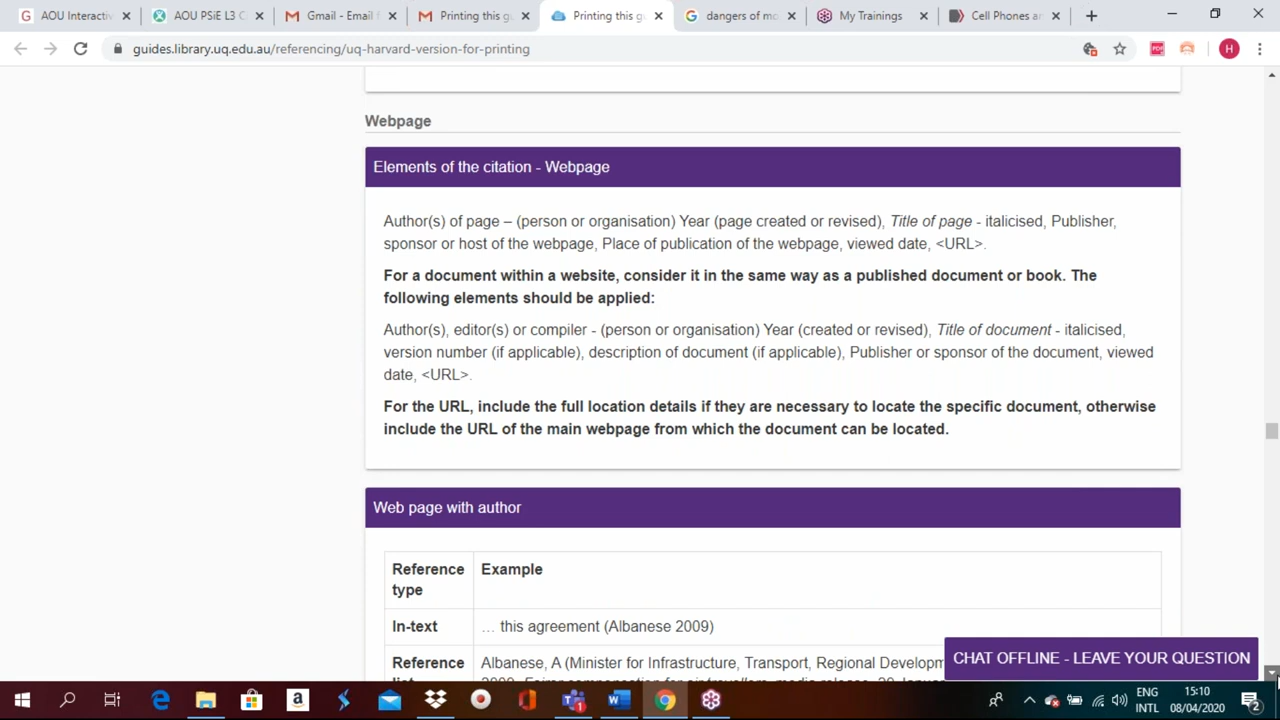 AOU Interactiv
AOU PSiE L3 C
Gmail - Email f
Printing this gu
Printing this gu
dangers of mo
My Trainings
Cell Phones an
guides.library.uq.edu.au/referencing/uq-harvard-version-for-printing
H
Webpage
Elements of the citation - Webpage
Author(s) of page – (person or organisation) Year (page created or revised), Title of page - italicised, Publisher,
sponsor or host of the webpage, Place of publication of the webpage, viewed date, <URL>.
For a document within a website, consider it in the same way as a published document or book. The
following elements should be applied:
Author(s), editor(s) or compiler - (person or organisation) Year (created or revised), Title of document - italicised,
version number (if applicable), description of document (if applicable), Publisher or sponsor of the document, viewed
date, <URL>.
For the URL, include the full location details if they are necessary to locate the specific document, otherwise
include the URL of the main webpage from which the document can be located.
Web page with author
Reference
type
Example
In-text
… this agreement (Albanese 2009)
Reference
Albanese, A (Minister for Infrastructure, Transport, Regional Developm
CHAT OFFLINE - LEAVE YOUR QUESTION
ENG
INTL
15:10
08/04/2020
2